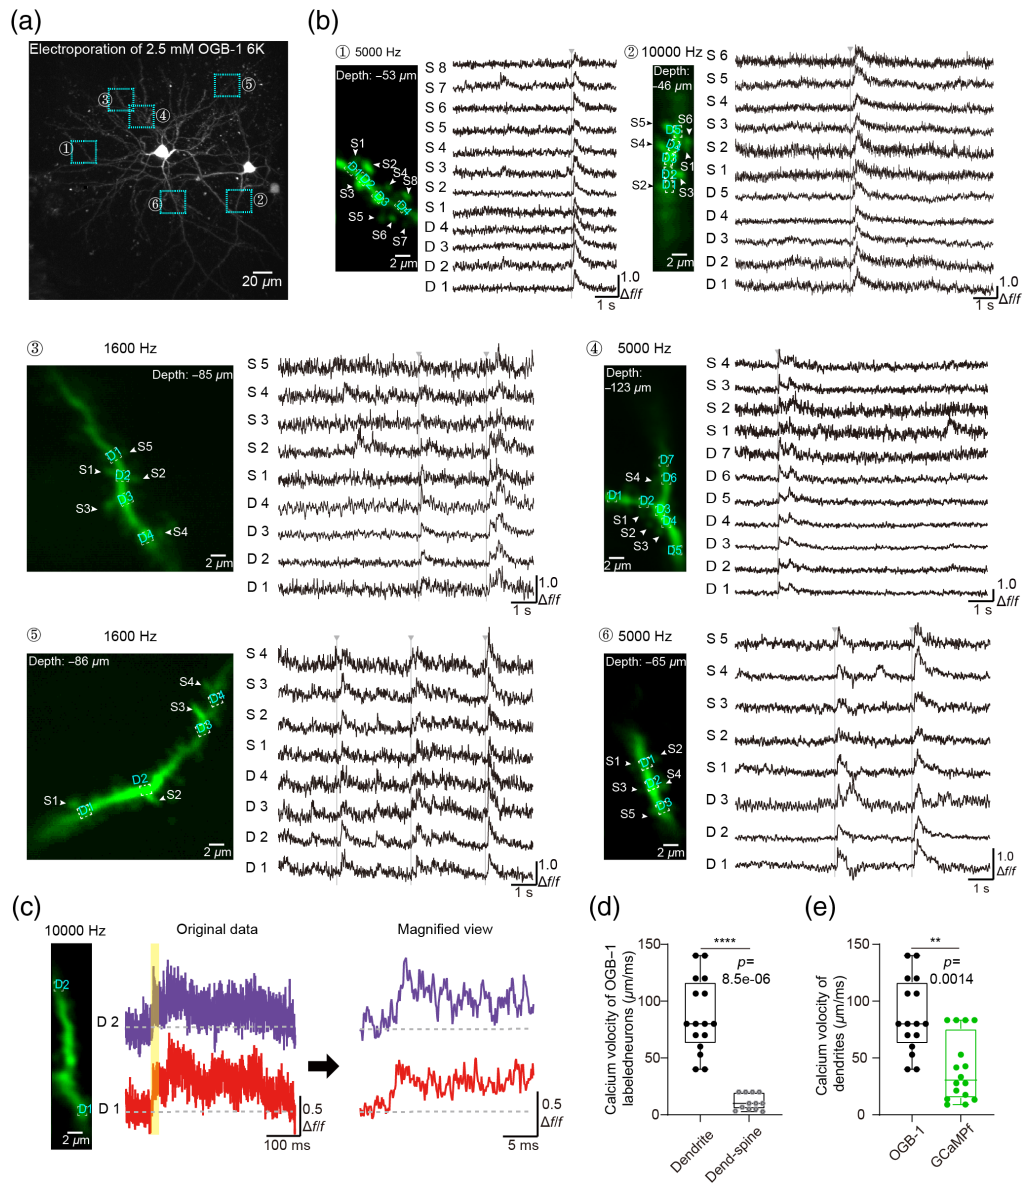 (a)
Electroporation of 2.5 mM OGB-1 6K
①
②
③
④
⑤
⑥
20 µm
(b)
① 5000 Hz
Depth: −53 µm
S1
S2
S4
S8
S3
S5
S6
S7
D1
D2
D3
D4
2 µm
S 8
S 7
S 6
S 5
S 4
S 3
S 2
S 1
D 4
D 3
D 2
D 1
1.0
Δf/f
1 s
② 10000 Hz
Depth:
−46 µm
S5
S6
S4
S1
S2
S3
D5
D2
D1
2 µm
S 6
S 5
S 4
S 3
S 2
S 1
D 5
D 4
D 3
D 2
D 1
1.0
Δf/f
1 s
③
1600 Hz
Depth: −85 µm
D1
S5
S1
D2
S2
D3
S3
D4
S4
2 µm
S 5
S 4
S 3
S 2
S 1
D 4
D 3
D 2
D 1
1.0
Δf/f
1 s
④
5000 Hz
Depth:
−123 µm
D7
S4
D6
D1
D2
D3
S1
D4
S2
S3
D5
2 µm
S 4
S 3
S 2
S 1
D 7
D 6
D 5
D 4
D 3
D 2
D 1
1.0
Δf/f
1 s
⑤
1600 Hz
Depth: −86 µm
S4
D4
S3
D3
D2
S1
D1
S2
2 µm
S 4
S 3
S 2
S 1
D 4
D 3
D 2
D 1
1.0
Δf/f
1 s
⑥
5000 Hz
Depth: −65 µm
S2
S1
D1
S4
S3
D2
D3
S5
2 µm
S 5
S 4
S 3
S 2
S 1
D 3
D 2
D 1
1.0
Δf/f
1 s
(c)
10000 Hz
Original data
Magnified view
D2
D1
2 µm
D 2
D 1
0.5
Δf/f
100 ms
0.5
Δf/f
5 ms
(d)
Calcium volocity of OGB–1
labeledneurons (µm/ms)
150
100
50
0
****
p=
8.5e-06
Dendrite
Dend-spine
(e)
Calcium volocity of
dendrites (µm/ms)
150
100
50
0
**
p=
0.0014
OGB-1
GCaMPf